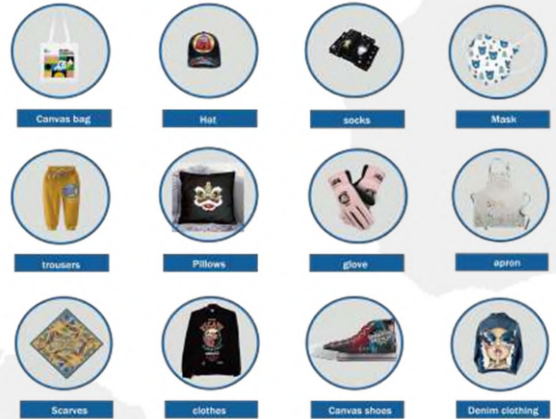 Canvas bag
Hat
socks
Mask
trousers
Pillows
glove
apron
Scarves
clothes
Canvas shoes
Denim clothing